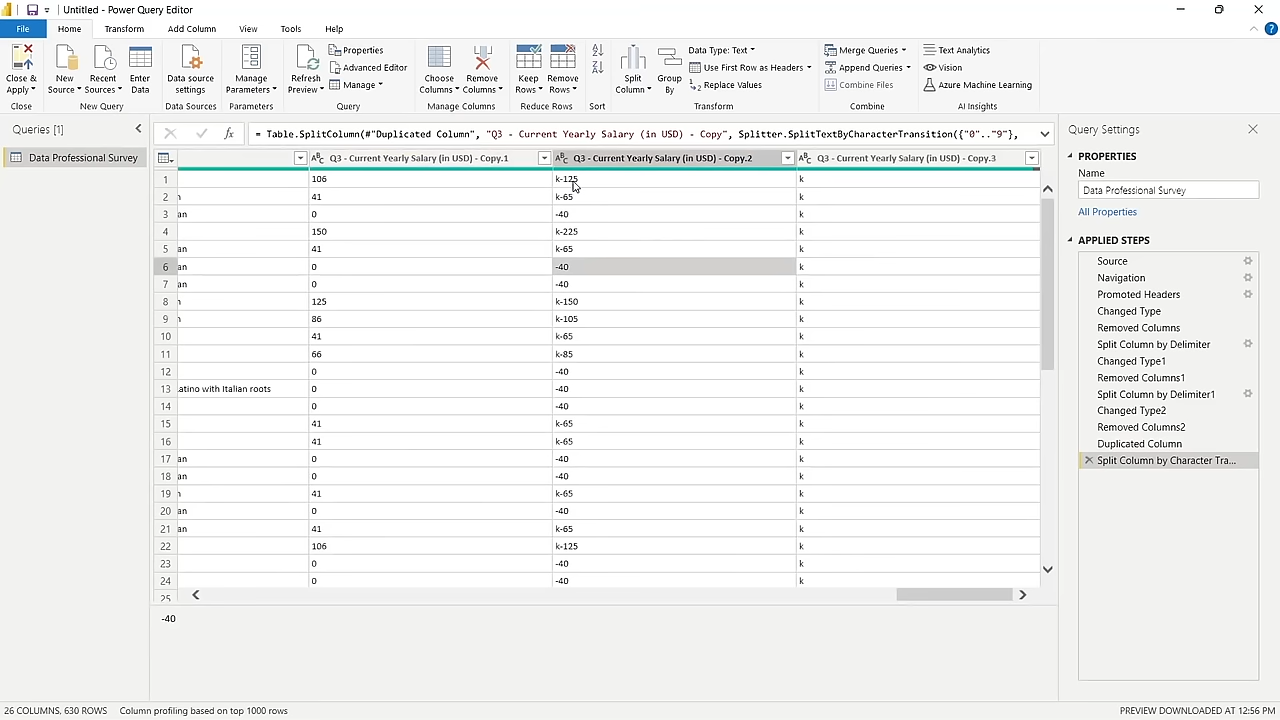 Untitled - Power Query Editor
File Home Transform Add Column View Tools Help
Close & Apply New Source Recent Sources Enter Data Data source settings Manage Parameters Refresh Preview Properties Advanced Editor Manage Choose Columns Remove Columns Keep Rows Remove Rows Split Column Group By Data Type: Text Use First Row as Headers Replace Values Merge Queries Append Queries Combine Files Text Analytics Vision Azure Machine Learning
Close New Query Data Sources Parameters Query Manage Columns Reduce Rows Sort Transform Combine AI Insights
Queries [1]
Data Professional Survey
= Table.SplitColumn(#"Duplicated Column", "Q3 - Current Yearly Salary (in USD) - Copy", Splitter.SplitTextByCharacterTransition({"0".."9"},
Q3 - Current Yearly Salary (in USD) - Copy.1 Q3 - Current Yearly Salary (in USD) - Copy.2 Q3 - Current Yearly Salary (in USD) - Copy.3
1 106 k-125 k
2 41 k-65 k
3 an 0 -40 k
4 150 k-225 k
5 an 41 k-65 k
6 an 0 -40 k
7 an 0 -40 k
8 125 k-150 k
9 86 k-105 k
10 41 k-65 k
11 66 k-85 k
12 0 -40 k
13 atino with Italian roots 0 -40 k
14 0 -40 k
15 41 k-65 k
16 41 k-65 k
17 an 0 -40 k
18 an 0 -40 k
19 41 k-65 k
20 an 0 -40 k
21 an 41 k-65 k
22 106 k-125 k
23 0 -40 k
24 0 -40 k
25
-40
Query Settings
PROPERTIES
Name
Data Professional Survey
All Properties
APPLIED STEPS
Source
Navigation
Promoted Headers
Changed Type
Removed Columns
Split Column by Delimiter
Changed Type1
Removed Columns1
Split Column by Delimiter1
Changed Type2
Removed Columns2
Duplicated Column
Split Column by Character Tra...
26 COLUMNS, 630 ROWS Column profiling based on top 1000 rows PREVIEW DOWNLOADED AT 12:56 PM